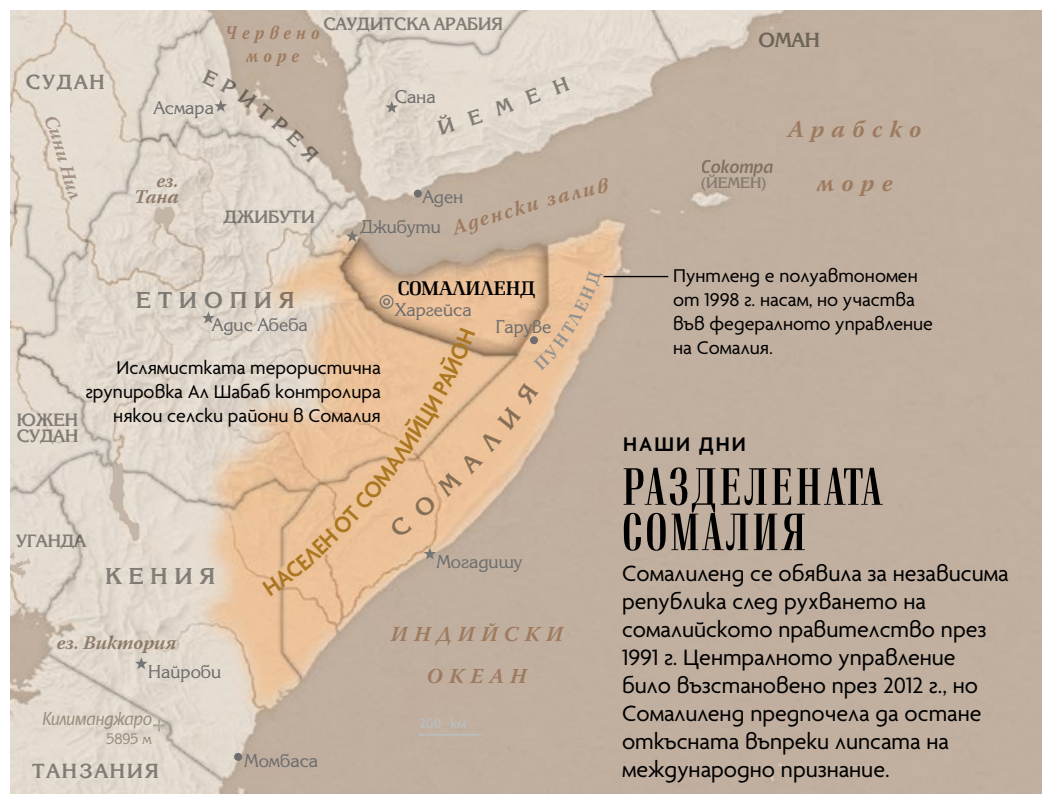 САУДИТСКА АРАБИЯ
Червено
море
ОМАН
СУДАН
ЕРИТРЕЯ
Асмара
Сана
ЙЕМЕН
Сини Нил
Арабско
море
Сокотра
(ЙЕМЕН)
ез.
Тана
Аден
Аденски залив
ДЖИБУТИ
Джибути
СОМАЛИЛЕНД
Харгейса
ЕТИОПИЯ
Адис Абеба
Гаруве
ПУНТЛЕНД
Пунтленд е полуавтономен
от 1998 г. насам, но участва
във федералното управление
на Сомалия.
Ислямистката терористична
групировка Ал Шабаб контролира
някои селски райони в Сомалия
НАСЕЛЕН ОТ СОМАЛИЙЦИ РАЙОН
СОМАЛИЯ
ЮЖЕН
СУДАН
УГАНДА
КЕНИЯ
Могадишу
ез. Виктория
Найроби
ИНДИЙСКИ
ОКЕАН
Килиманджаро
5895 м
200 км
Момбаса
ТАНЗАНИЯ
НАШИ ДНИ
РАЗДЕЛЕНАТА
СОМАЛИЯ
Сомалиленд се обявила за независима
република след рухването на
сомалийското правителство през
1991 г. Централното управление
било възстановено през 2012 г., но
Сомалиленд предпочела да остане
откъсната въпреки липсата на
международно признание.